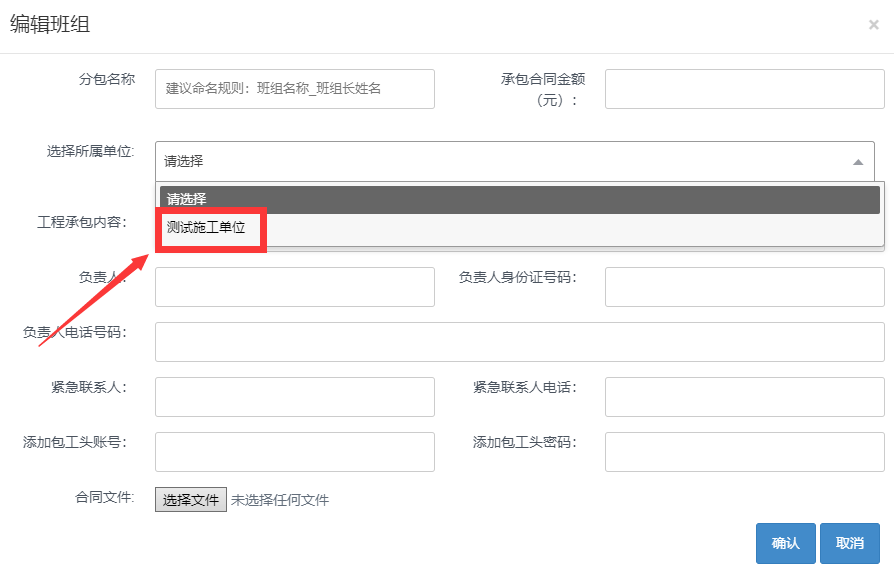 编辑班组
×
分包名称
建议命名规则：班组名称_班组长姓名
承包合同金额
（元）：
选择所属单位:
请选择
请选择
测试施工单位
工程承包内容:
负责人:
负责人身份证号码:
负责人电话号码:
紧急联系人:
紧急联系人电话:
添加包工头账号:
添加包工头密码:
合同文件:
选择文件 未选择任何文件
确认
取消